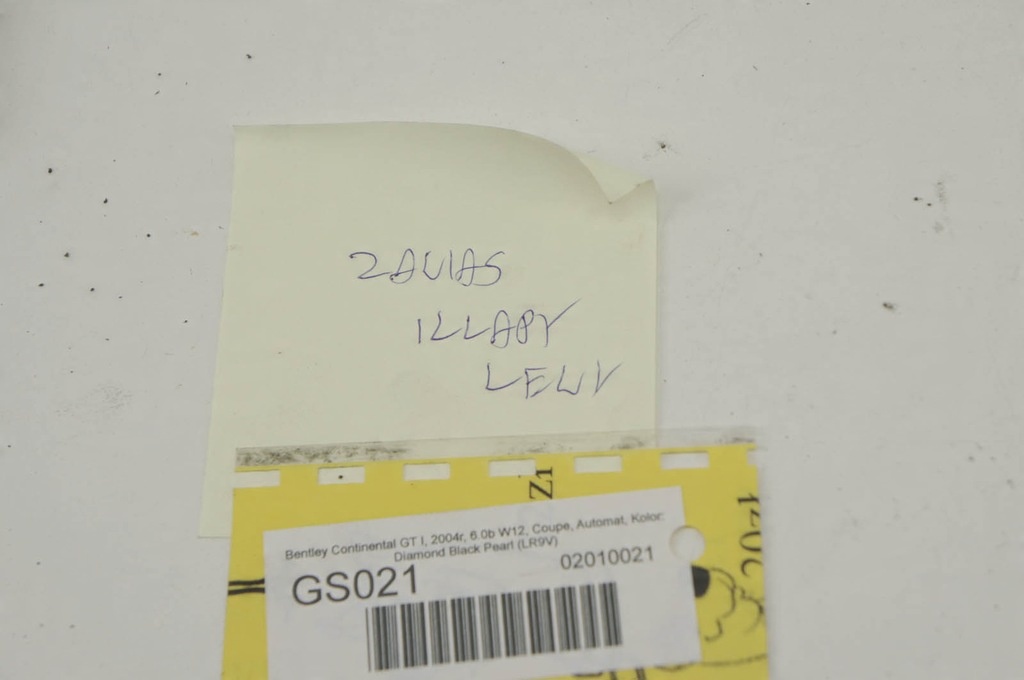 ZAWIAS
KLAPY
LEWY
Z1
Bentley Continental GT I, 2004r, 6.0b W12, Coupe, Automat, Kolor:
Diamond Black Pearl (LR9V)
GS021
02010021